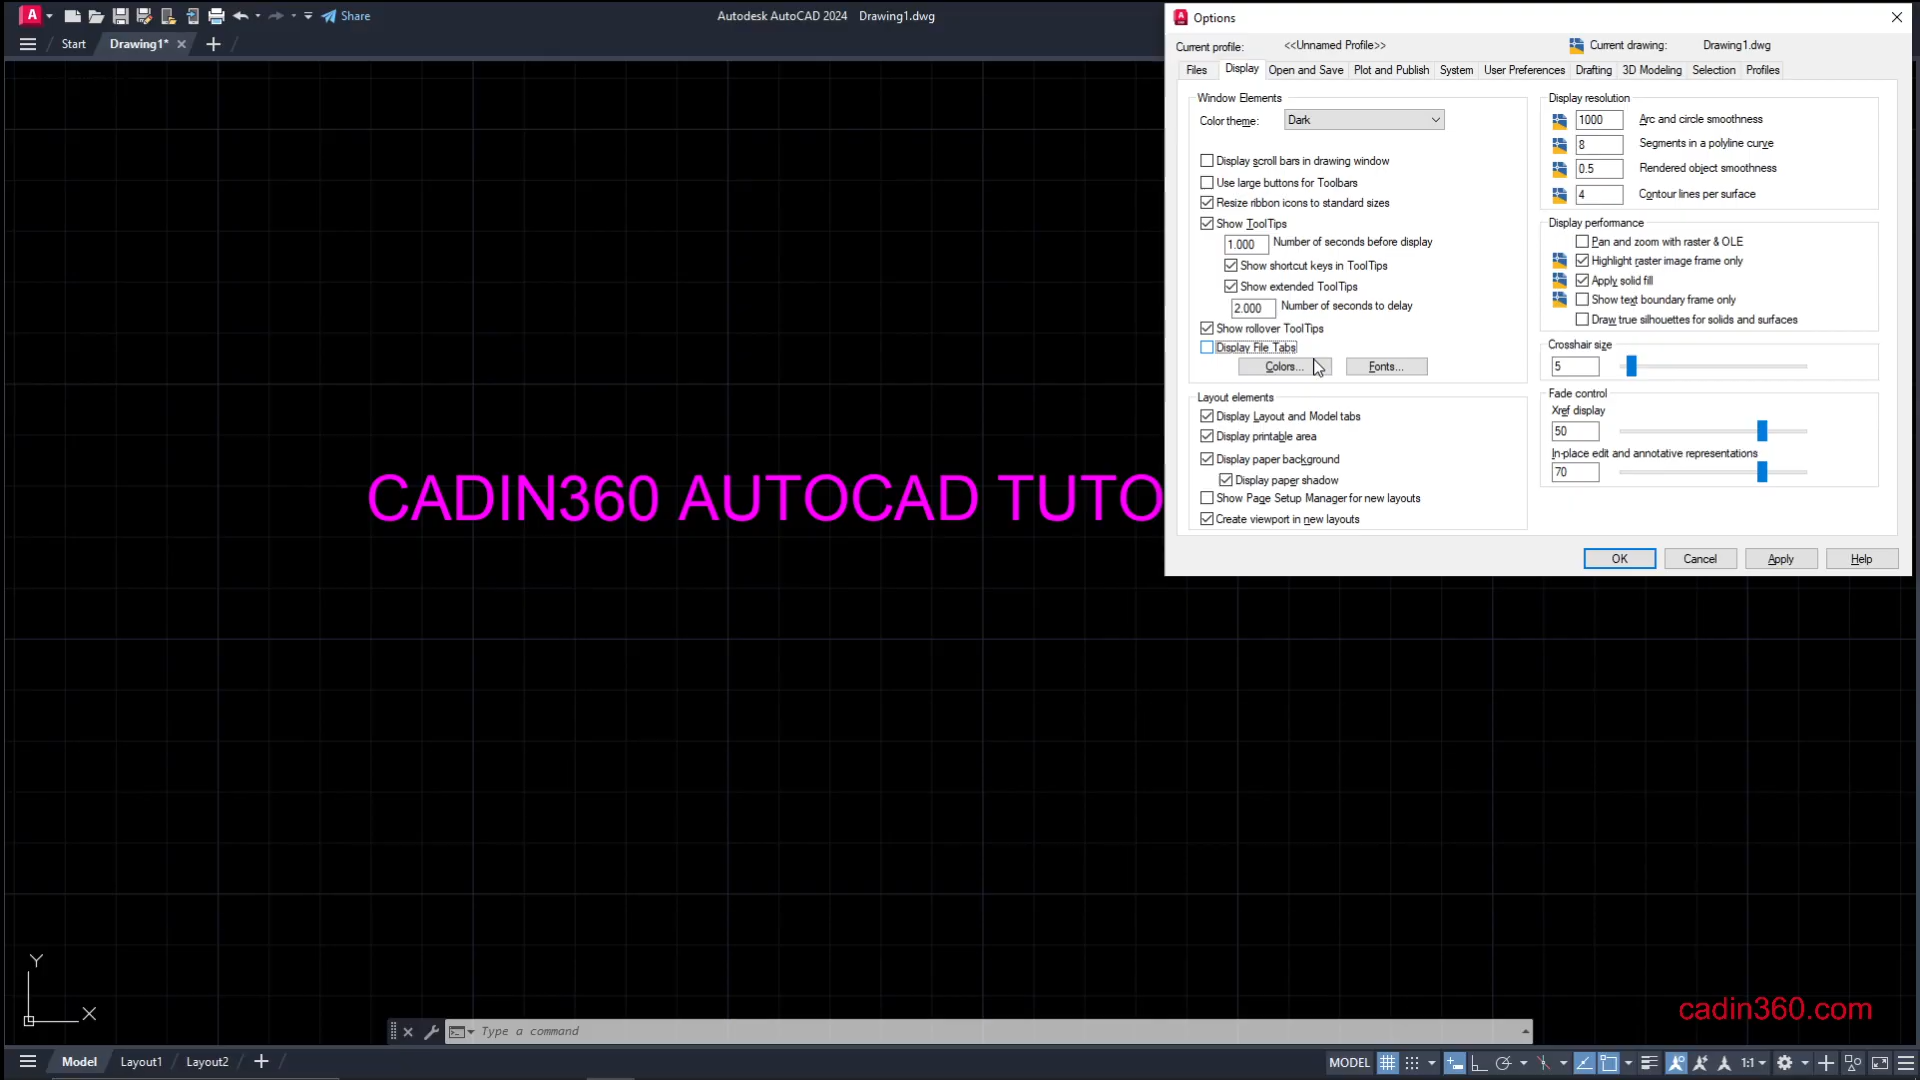 Share
Autodesk AutoCAD 2024 Drawing1.dwg
Start
Drawing1*
Options
Current profile: <<Unnamed Profile>>
Current drawing: Drawing1.dwg
Files
Display
Open and Save
Plot and Publish
System
User Preferences
Drafting
3D Modeling
Selection
Profiles
Window Elements
Color theme: Dark
Display scroll bars in drawing window
Use large buttons for Toolbars
Resize ribbon icons to standard sizes
Show ToolTips
1.000 Number of seconds before display
Show shortcut keys in ToolTips
Show extended ToolTips
2.000 Number of seconds to delay
Show rollover ToolTips
Display File Tabs
Colors...
Fonts...
Layout elements
Display Layout and Model tabs
Display printable area
Display paper background
Display paper shadow
Show Page Setup Manager for new layouts
Create viewport in new layouts
Display resolution
1000 Arc and circle smoothness
8 Segments in a polyline curve
0.5 Rendered object smoothness
4 Contour lines per surface
Display performance
Pan and zoom with raster & OLE
Highlight raster image frame only
Apply solid fill
Show text boundary frame only
Draw true silhouettes for solids and surfaces
Crosshair size
5
Fade control
Xref display
50
In-place edit and annotative representations
70
OK
Cancel
Apply
Help
CADIN360 AUTOCAD TUTO
Y
X
cadin360.com
Type a command
Model
Layout1
Layout2
MODEL
1:1